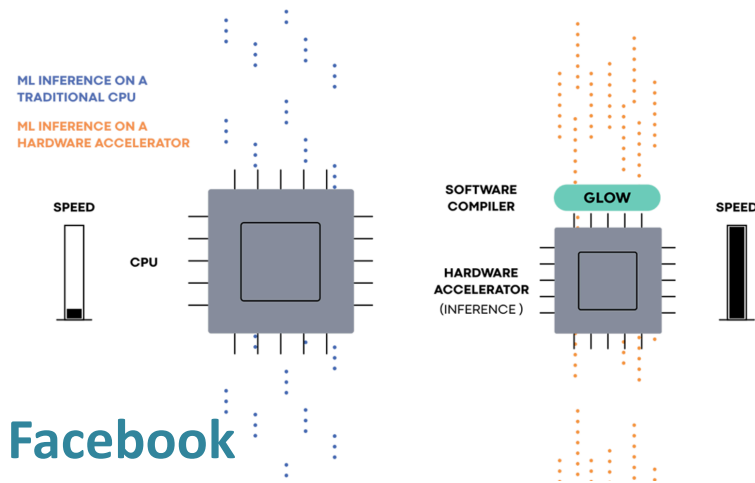 ML INFERENCE ON A
TRADITIONAL CPU
ML INFERENCE ON A
HARDWARE ACCELERATOR
SPEED
CPU
SOFTWARE
COMPILER
GLOW
HARDWARE
ACCELERATOR
(INFERENCE)
SPEED
Facebook